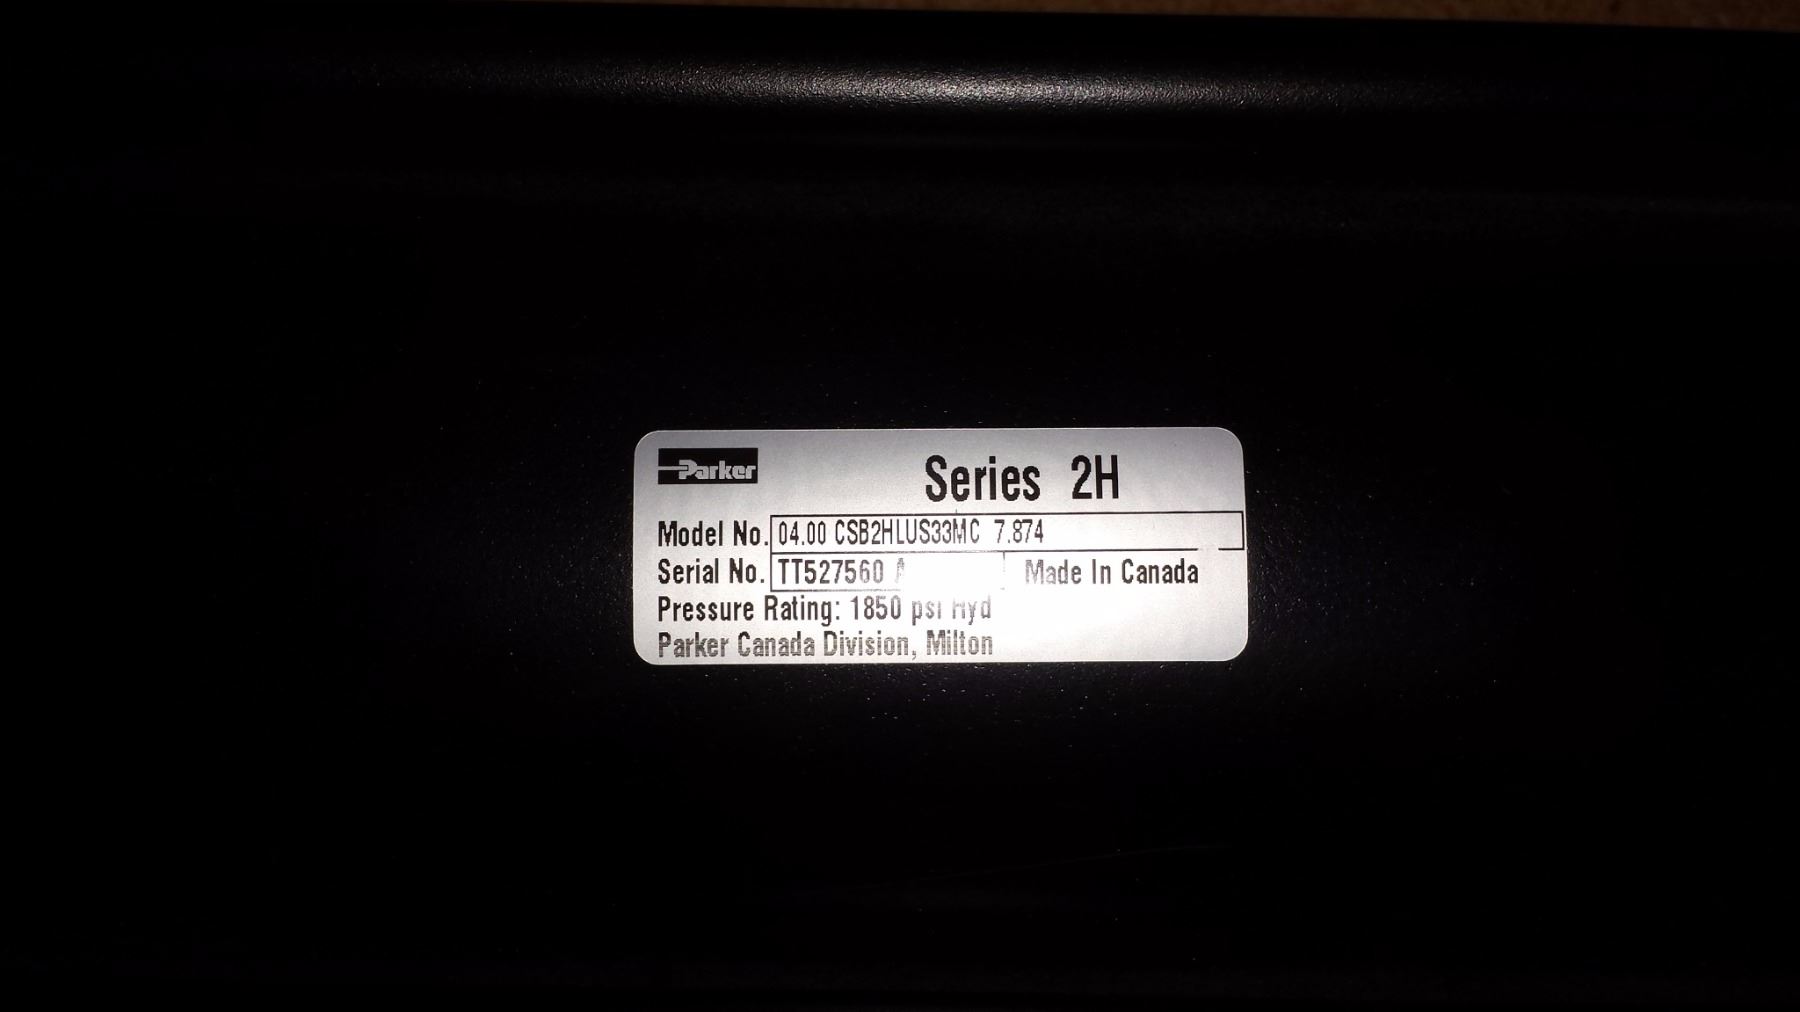 Parker
Series 2H
Model No. 04.00 CSB2HLUS33MC 7.874
Serial No. TT527560
Made In Canada
Pressure Rating: 1850 psi Hyd
Parker Canada Division, Milton